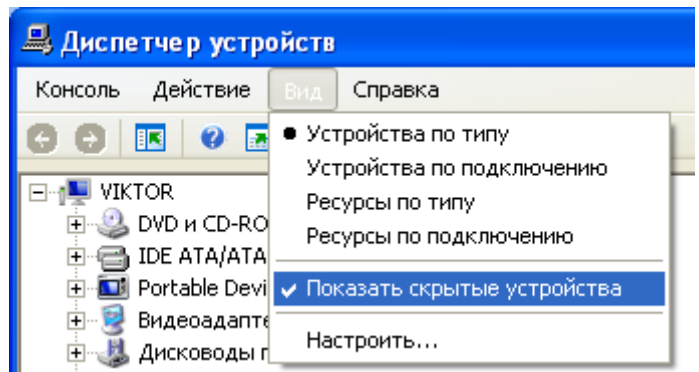 Диспетчер устройств
Консоль Действие Вид Справка
Устройства по типу
Устройства по подключению
Ресурсы по типу
Ресурсы по подключению
Показать скрытые устройства
Настроить...
VIKTOR
DVD и CD-RO
IDE ATA/ATA
Portable Devi
Видеоадапте
Дисководы г